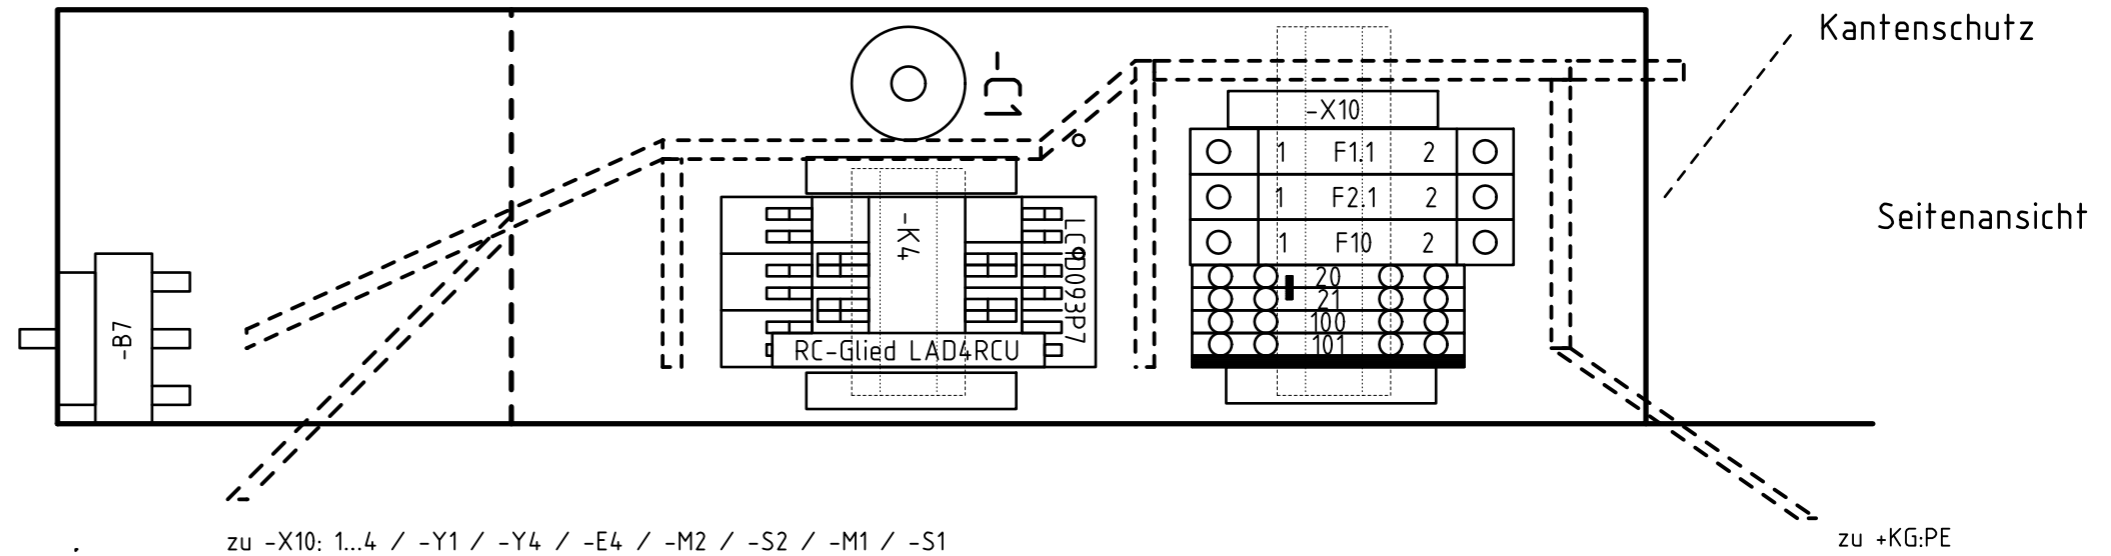 Kantenschutz
-C1
-X10
1 F1.1 2
1 F2.1 2
1 F10 2
Seitenansicht
-K4
LC1D093P7
20
21
100
101
-B7
RC-Glied LAD4RCU
zu -X10: 1...4 / -Y1 / -Y4 / -E4 / -M2 / -S2 / -M1 / -S1
zu +KG:PE